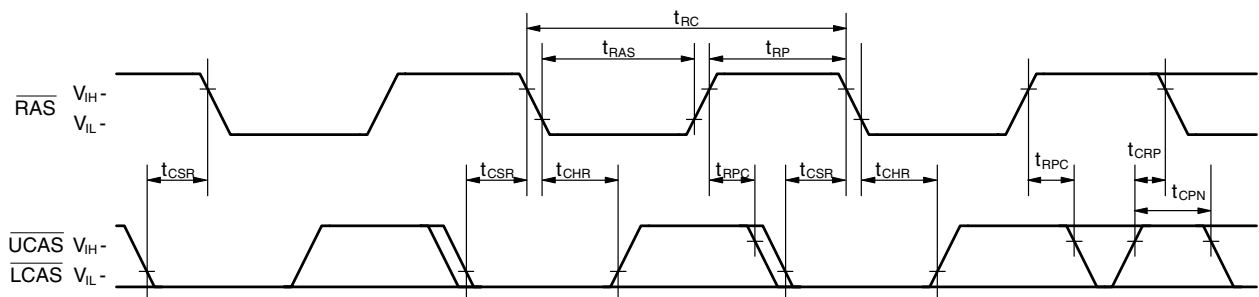 tRC
tRAS tRP
RAS VIH -
VIL -
tCSR tCSR tCHR tRPC tCSR tCHR tRPC tCRP
tCPN
UCAS VIH -
LCAS VIL -